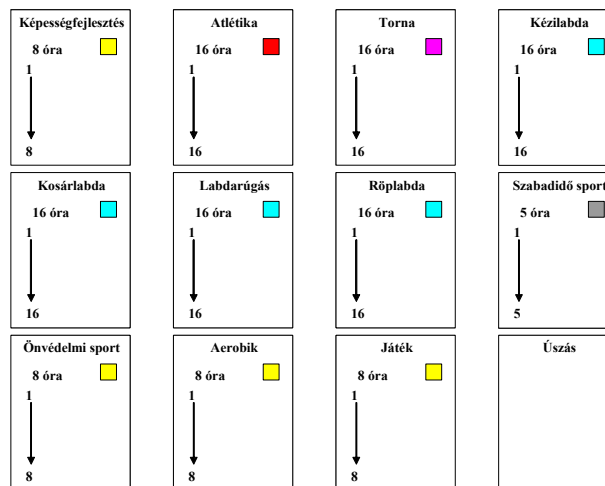 Képességfejlesztés
8 óra
1
8
Atlétika
16 óra
1
16
Torna
16 óra
1
16
Kézilabda
16 óra
1
16
Kosárlabda
16 óra
1
16
Labdarúgás
16 óra
1
16
Röplabda
16 óra
1
16
Szabadidő sport
5 óra
1
5
Önvédelmi sport
8 óra
1
8
Aerobik
8 óra
1
8
Játék
8 óra
1
8
Úszás